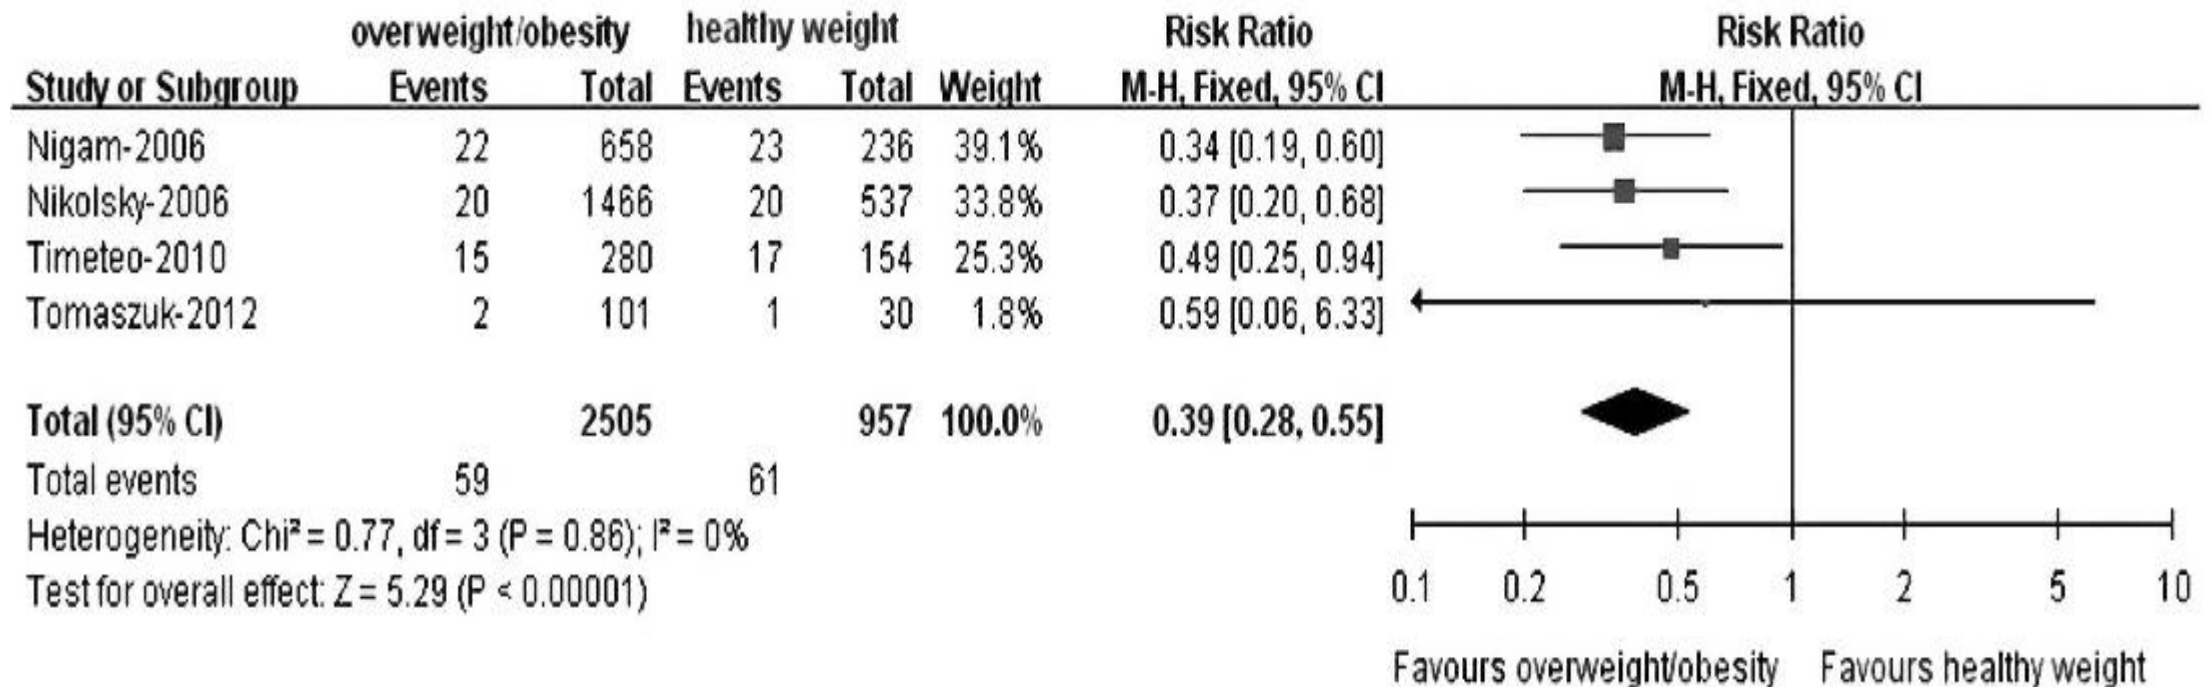 overweight/obesity healthy weight Risk Ratio Risk Ratio
Study or Subgroup Events Total Events Total Weight M-H, Fixed, 95% CI M-H, Fixed, 95% CI
Nigam-2006 22 658 23 236 39.1% 0.34 [0.19, 0.60]
Nikolsky-2006 20 1466 20 537 33.8% 0.37 [0.20, 0.68]
Timeteo-2010 15 280 17 154 25.3% 0.49 [0.25, 0.94]
Tomaszuk-2012 2 101 1 30 1.8% 0.59 [0.06, 6.33]
Total (95% CI) 2505 957 100.0% 0.39 [0.28, 0.55]
Total events 59 61
Heterogeneity: Chi² = 0.77, df = 3 (P = 0.86); I² = 0%
Test for overall effect: Z = 5.29 (P < 0.00001)
0.1 0.2 0.5 1 2 5 10
Favours overweight/obesity Favours healthy weight